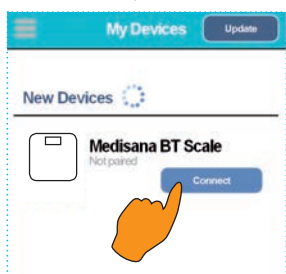 My Devices Update
New Devices
Medisana BT Scale
Not paired
Connect